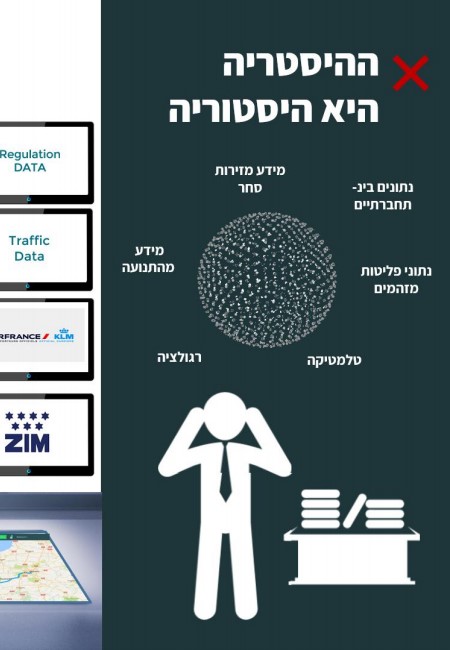 ההיסטריה
היא היסטוריה
מידע מזירות
סחר
נתונים בינ-
תחברתיים
מידע
מהתנועה
נתוני פליטות
מזהמים
רגולציה
טלמטיקה
Regulation
DATA
Traffic
Data
RFRANCE KLM
ZIM